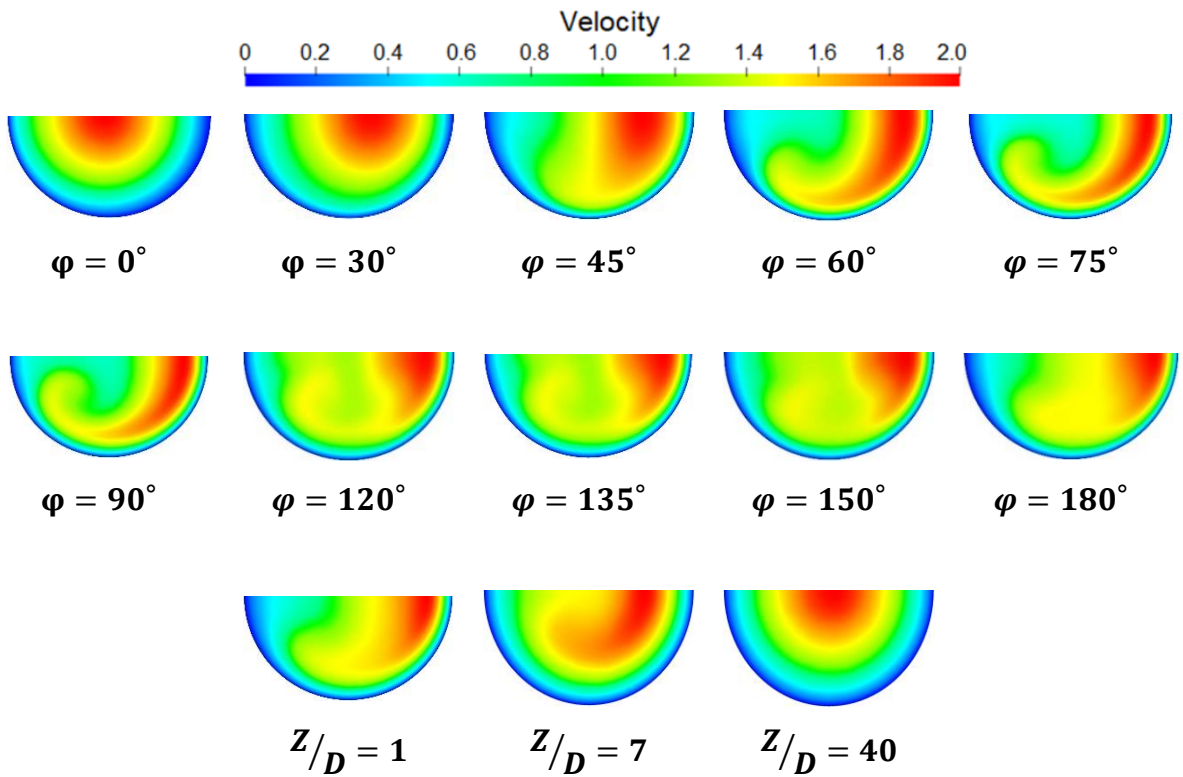 Velocity
0 0.2 0.4 0.6 0.8 1.0 1.2 1.4 1.6 1.8 2.0
φ = 0° φ = 30° φ = 45° φ = 60° φ = 75°
φ = 90° φ = 120° φ = 135° φ = 150° φ = 180°
Z/D = 1 Z/D = 7 Z/D = 40